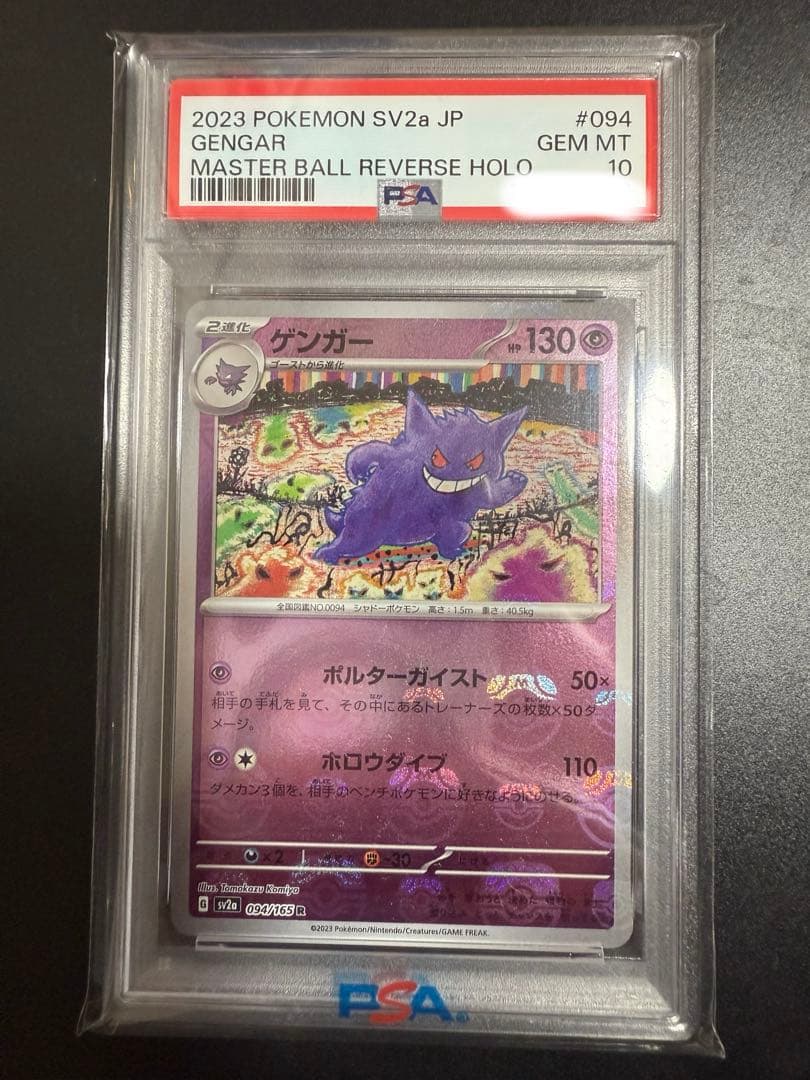 2023 POKEMON SV2a JP #094
GENGAR GEM MT
MASTER BALL REVERSE HOLO 10
PSA
2進化 ゲンガー HP 130
ゴーストから進化
全国図鑑NO.0094 シャドーポケモン 高さ:1.5m 重さ:40.5kg
ポルターガイスト 50×
相手の手札を見て、その中にあるトレーナーズの枚数×50ダ
メージ。
ホロウダイブ 110
ダメカン3個を、相手のベンチポケモンに好きなようにのせる。
×2 -30
Illus. Tomokazu Komiya
G sv2a 094/165 R
©2023 Pokémon/Nintendo/Creatures/GAME FREAK.
PSA